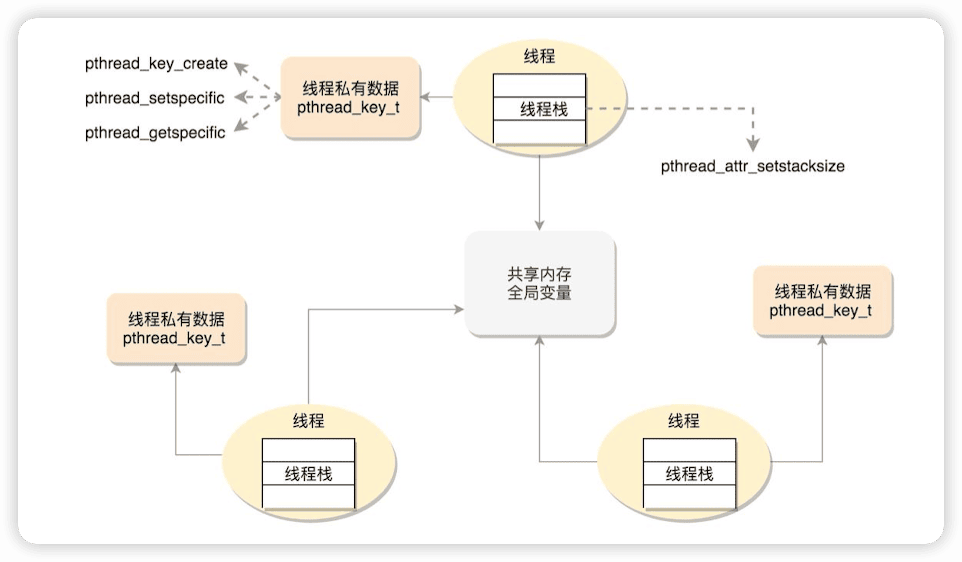 pthread_key_create
pthread_setspecific
pthread_getspecific
线程私有数据
pthread_key_t
线程
线程栈
pthread_attr_setstacksize
共享内存
全局变量
线程私有数据
pthread_key_t
线程私有数据
pthread_key_t
线程
线程栈
线程
线程栈